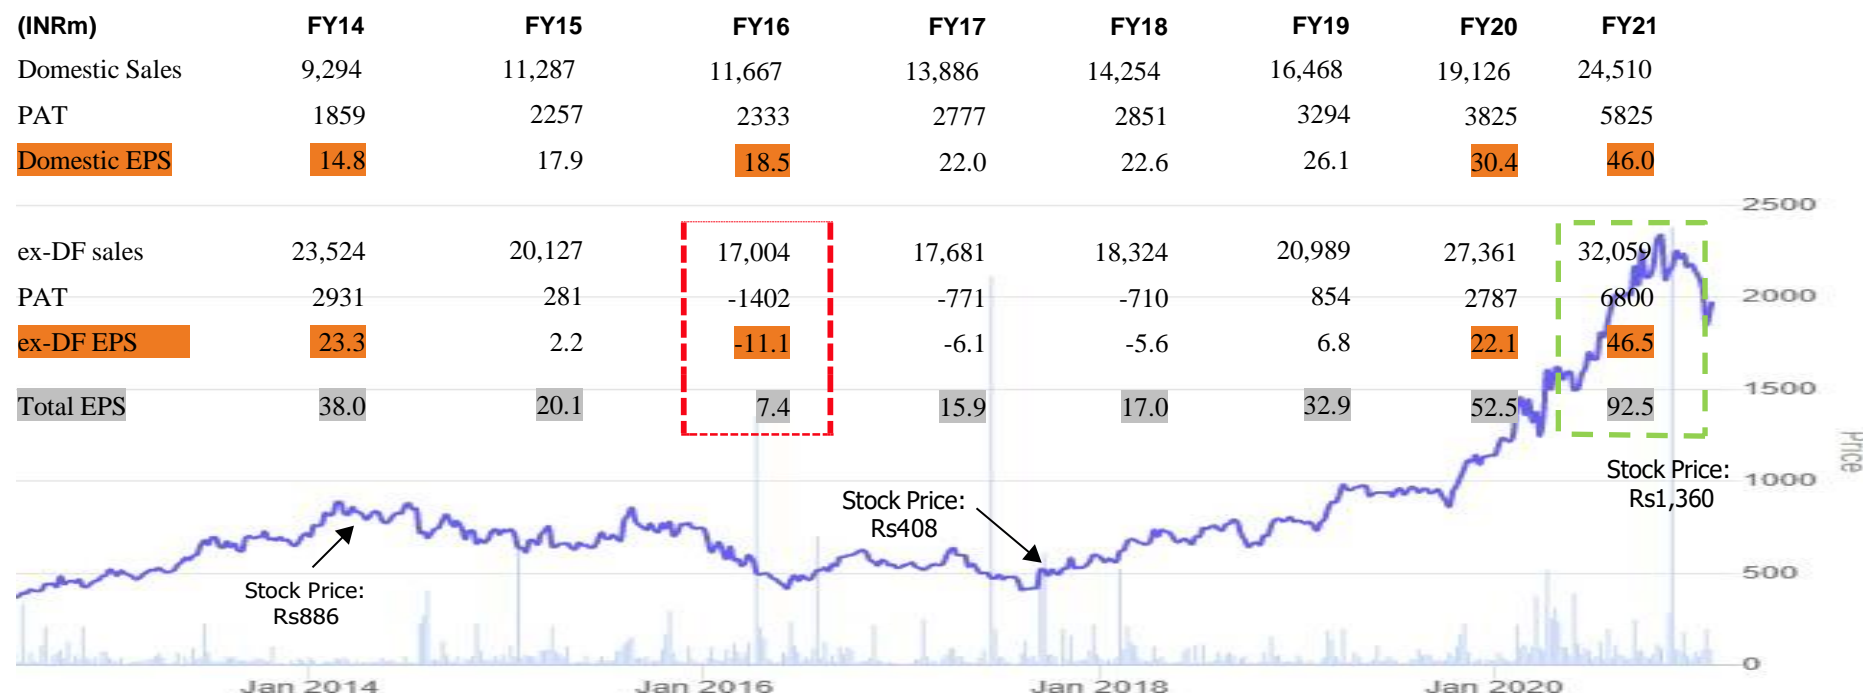 (INRm) FY14 FY15 FY16 FY17 FY18 FY19 FY20 FY21
Domestic Sales 9,294 11,287 11,667 13,886 14,254 16,468 19,126 24,510
PAT 1859 2257 2333 2777 2851 3294 3825 5825
Domestic EPS 14.8 17.9 18.5 22.0 22.6 26.1 30.4 46.0
2500
ex-DF sales 23,524 20,127 17,004 17,681 18,324 20,989 27,361 32,059
PAT 2931 281 -1402 -771 -710 854 2787 6800 2000
ex-DF EPS 23.3 2.2 -11.1 -6.1 -5.6 6.8 22.1 46.5
1500
Total EPS 38.0 20.1 7.4 15.9 17.0 32.9 52.5 92.5
Price
Stock Price:
Rs1,360
1000
Stock Price:
Rs408
500
Stock Price:
Rs886
0
Jan 2014 Jan 2016 Jan 2018 Jan 2020